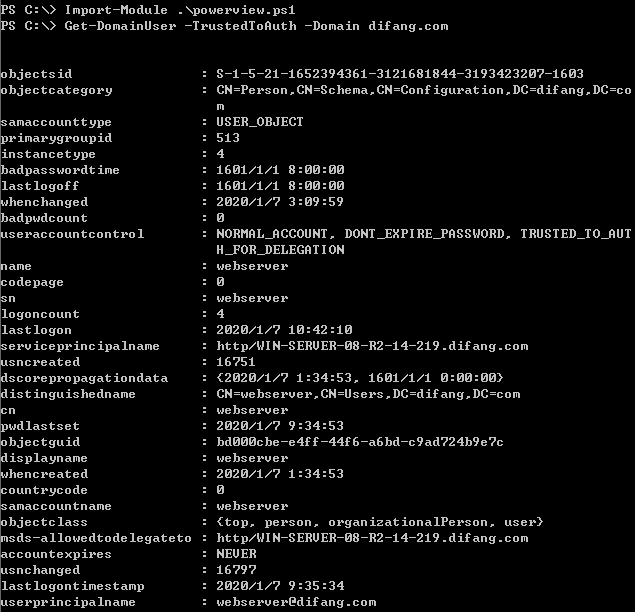 PS C:\> Import-Module .\powerview.ps1
PS C:\> Get-DomainUser -TrustedToAuth -Domain difang.com
objectsid : S-1-5-21-1652394361-3121681844-3193423207-1603
objectcategory : CN=Person,CN=Schema,CN=Configuration,DC=difang,DC=co
m
samaccounttype : USER_OBJECT
primarygroupid : 513
instancetype : 4
badpasswordtime : 1601/1/1 8:00:00
lastlogoff : 1601/1/1 8:00:00
whenchanged : 2020/1/7 3:09:59
badpwdcount : 0
useraccountcontrol : NORMAL_ACCOUNT, DONT_EXPIRE_PASSWORD, TRUSTED_TO_AUT
H_FOR_DELEGATION
name : webserver
codepage : 0
sn : webserver
logoncount : 4
lastlogon : 2020/1/7 10:42:10
serviceprincipalname : http/WIN-SERVER-08-R2-14-219.difang.com
usncreated : 16751
dscorepropagationdata : {2020/1/7 1:34:53, 1601/1/1 0:00:00}
distinguishedname : CN=webserver,CN=Users,DC=difang,DC=com
cn : webserver
pwdlastset : 2020/1/7 9:34:53
objectguid : bd000cbe-e4ff-44f6-a6bd-c9ad724b9e7c
displayname : webserver
whencreated : 2020/1/7 1:34:53
countrycode : 0
samaccountname : webserver
objectclass : {top, person, organizationalPerson, user}
msds-allowedtodelegateto : http/WIN-SERVER-08-R2-14-219.difang.com
accountexpires : NEVER
usnchanged : 16797
lastlogontimestamp : 2020/1/7 9:35:34
userprincipalname : webserver@difang.com